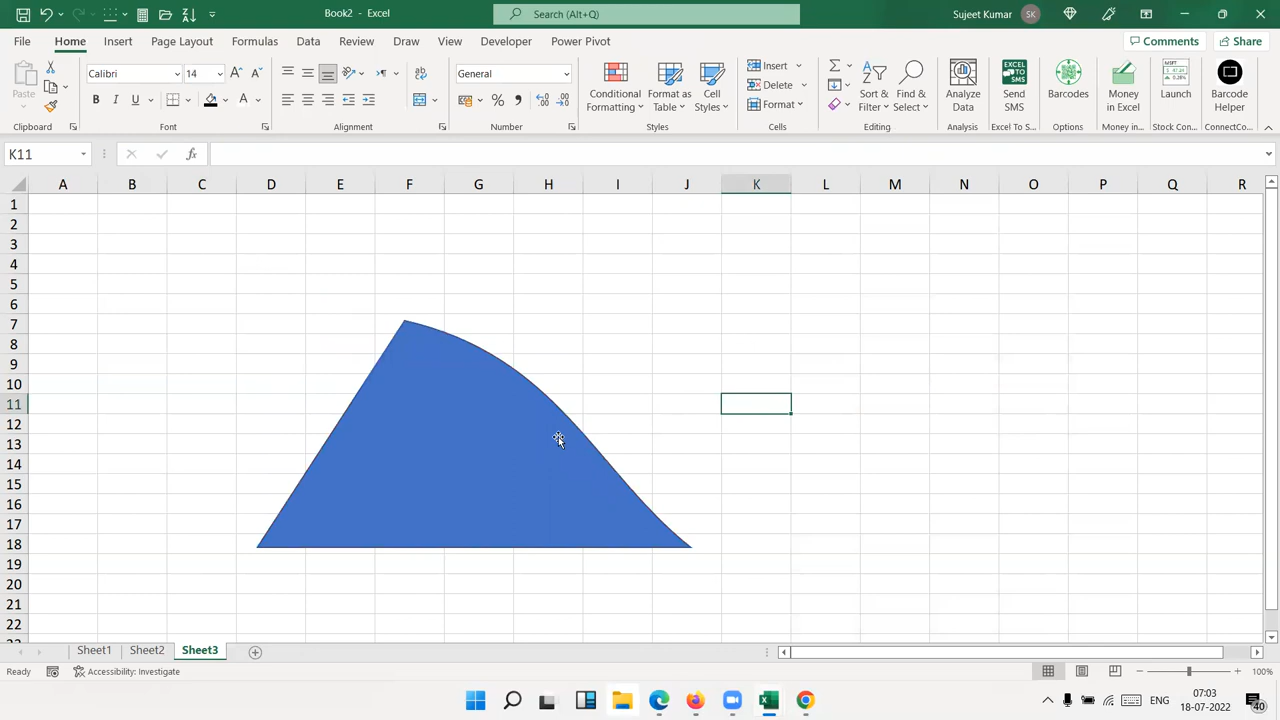 Book2 - Excel
Search (Alt+Q)
Sujeet Kumar
SK
File Home Insert Page Layout Formulas Data Review View Draw Developer Power Pivot
Comments
Share
Paste
Calibri
14
B I U
A
General
% ,
Conditional Formatting
Format as Table
Cell Styles
Insert
Delete
Format
Sort & Filter
Find & Select
Analyze Data
Send SMS
Barcodes
Money in Excel
Launch
Barcode Helper
Clipboard
Font
Alignment
Number
Styles
Cells
Editing
Analysis
Excel To S...
Options
Money in...
Stock Con...
ConnectCo...
K11
fx
A B C D E F G H I J K L M N O P Q R
1
2
3
4
5
6
7
8
9
10
11
12
13
14
15
16
17
18
19
20
21
22
Sheet1 Sheet2 Sheet3
Ready
Accessibility: Investigate
100%
ENG
07:03
18-07-2022
40